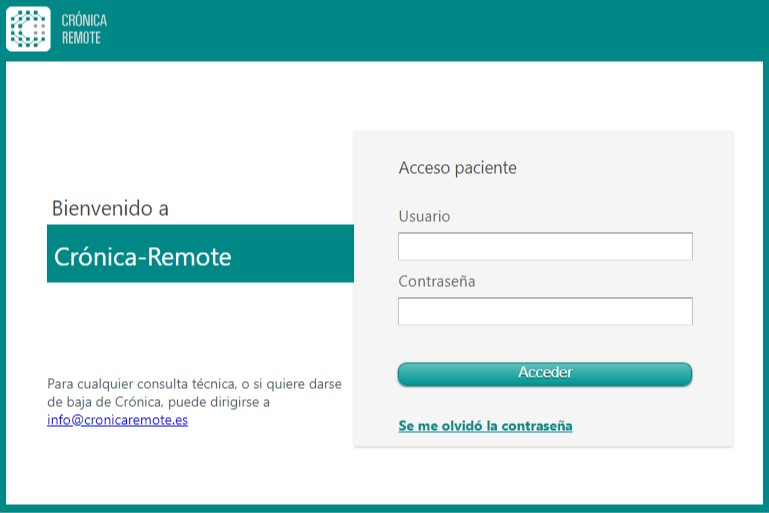 CRÓNICA
REMOTE
Bienvenido a
Crónica-Remote
Para cualquier consulta técnica, o si quiere darse
de baja de Crónica, puede dirigirse a
info@cronicaremote.es
Acceso paciente
Usuario
Contraseña
Acceder
Se me olvidó la contraseña